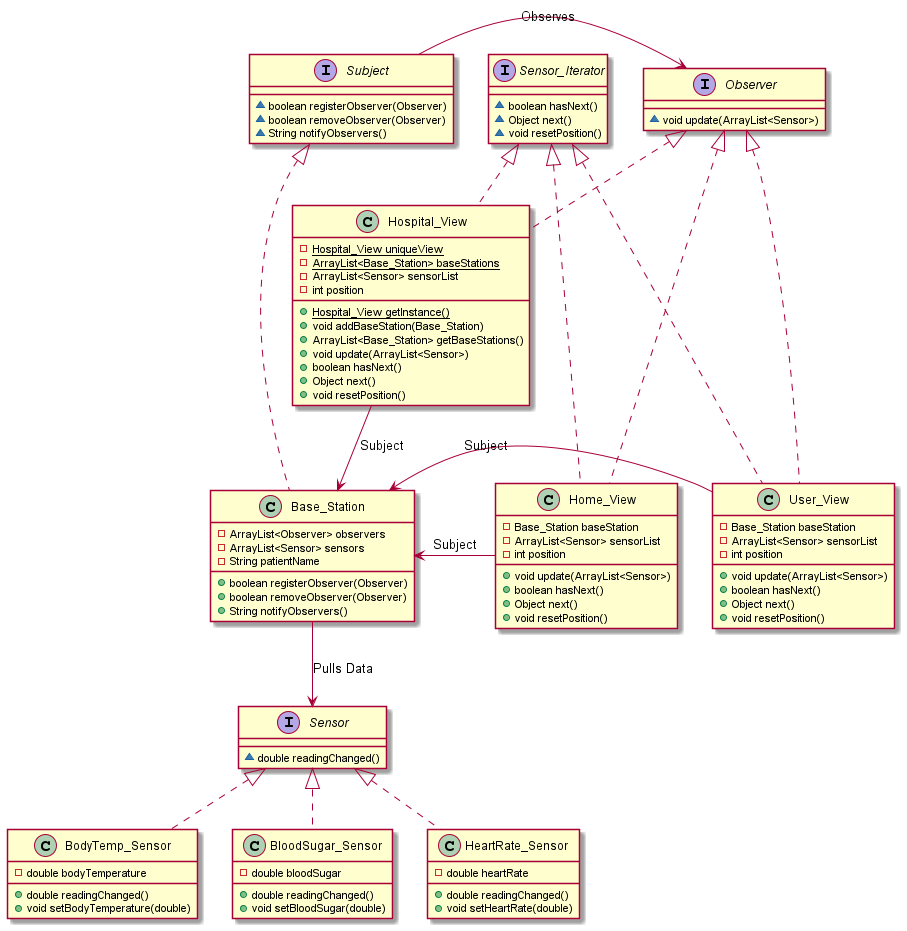 Observes
I Subject
boolean registerObserver(Observer)
boolean removeObserver(Observer)
String notifyObservers()
I Sensor_Iterator
boolean hasNext()
Object next()
void resetPosition()
I Observer
void update(ArrayList<Sensor>)
C Hospital_View
Hospital_View uniqueView
ArrayList<Base_Station> baseStations
ArrayList<Sensor> sensorList
int position
Hospital_View getInstance()
void addBaseStation(Base_Station)
ArrayList<Base_Station> getBaseStations()
void update(ArrayList<Sensor>)
boolean hasNext()
Object next()
void resetPosition()
Subject
Subject
C Base_Station
ArrayList<Observer> observers
ArrayList<Sensor> sensors
String patientName
boolean registerObserver(Observer)
boolean removeObserver(Observer)
String notifyObservers()
Subject
C Home_View
Base_Station baseStation
ArrayList<Sensor> sensorList
int position
void update(ArrayList<Sensor>)
boolean hasNext()
Object next()
void resetPosition()
C User_View
Base_Station baseStation
ArrayList<Sensor> sensorList
int position
void update(ArrayList<Sensor>)
boolean hasNext()
Object next()
void resetPosition()
Pulls Data
I Sensor
double readingChanged()
C BodyTemp_Sensor
double bodyTemperature
double readingChanged()
void setBodyTemperature(double)
C BloodSugar_Sensor
double bloodSugar
double readingChanged()
void setBloodSugar(double)
C HeartRate_Sensor
double heartRate
double readingChanged()
void setHeartRate(double)